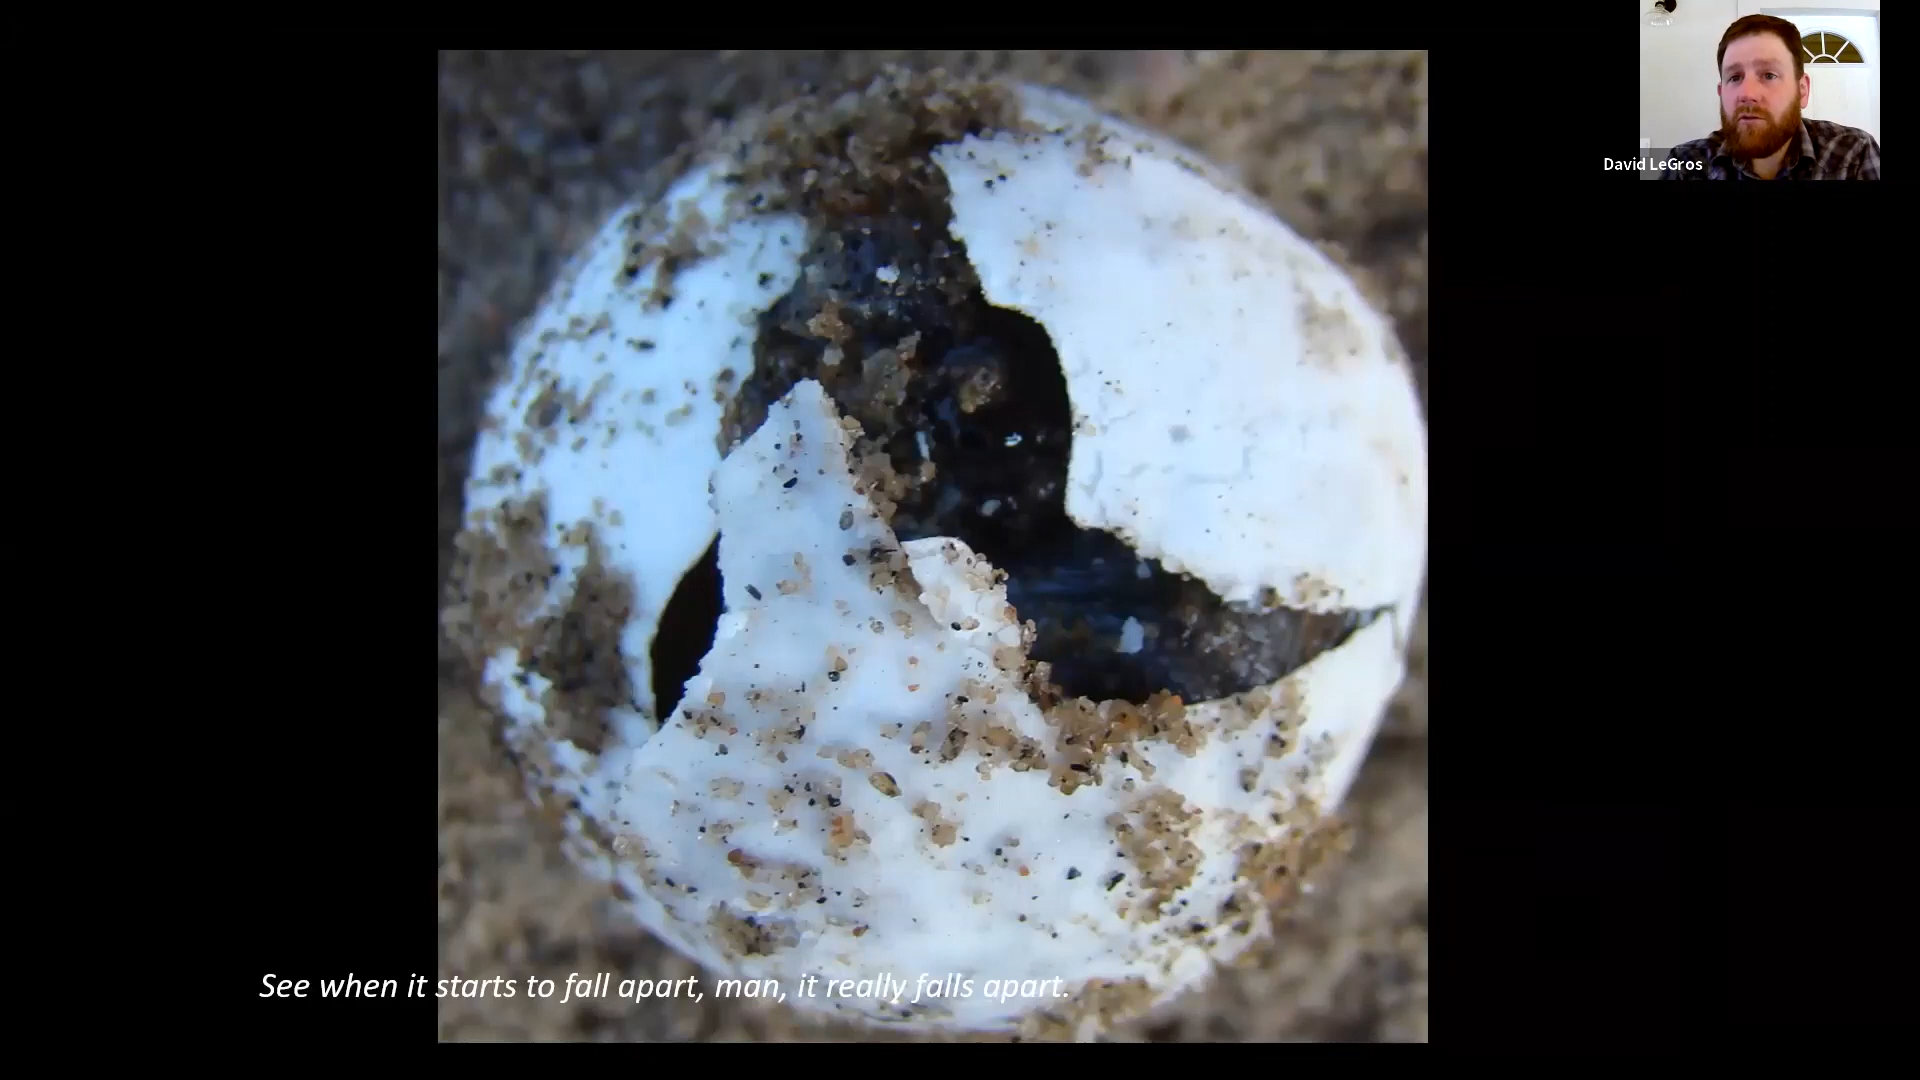 David LeGros
See when it starts to fall apart, man, it really falls apart.